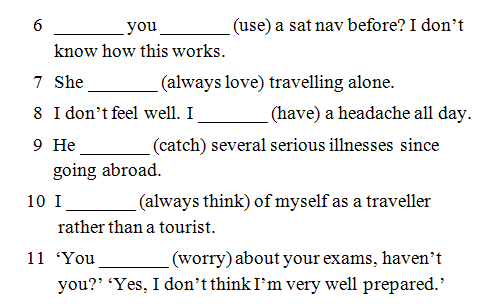 6 ________ you ________ (use) a sat nav before? I don’t
know how this works.
7 She ________ (always love) travelling alone.
8 I don’t feel well. I ________ (have) a headache all day.
9 He ________ (catch) several serious illnesses since
going abroad.
10 I ________ (always think) of myself as a traveller
rather than a tourist.
11 ‘You ________ (worry) about your exams, haven’t
you?’ ‘Yes, I don’t think I’m very well prepared.’